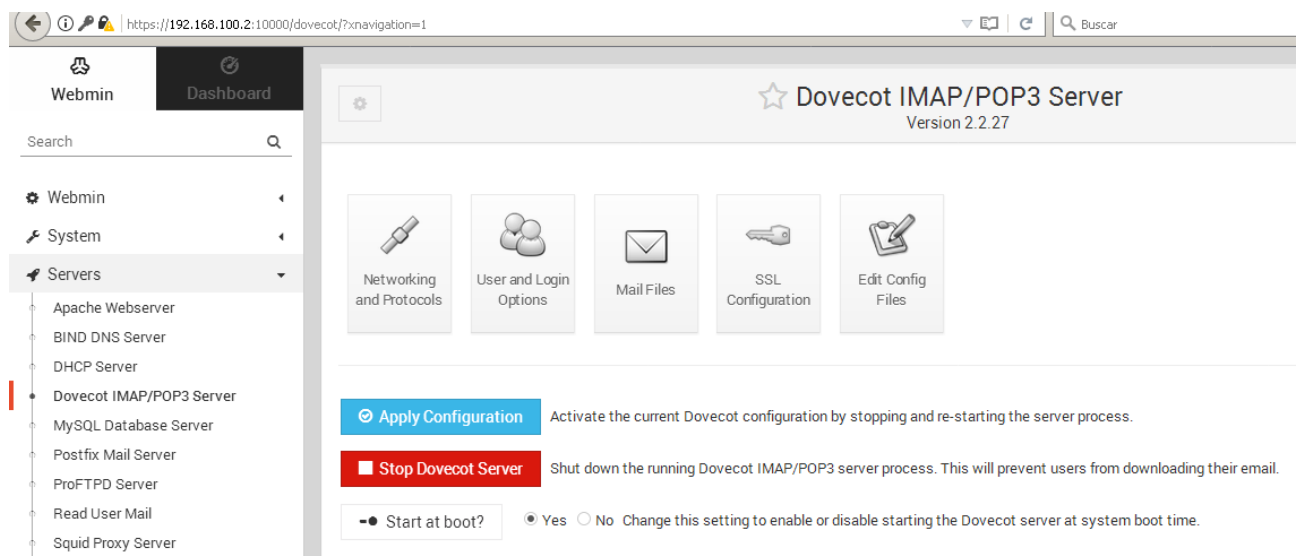 https://192.168.100.2:10000/dovecot/?xnavigation=1
Buscar
Webmin
Dashboard
Search
Webmin
System
Servers
Apache Webserver
BIND DNS Server
DHCP Server
Dovecot IMAP/POP3 Server
MySQL Database Server
Postfix Mail Server
ProFTPD Server
Read User Mail
Squid Proxy Server
Dovecot IMAP/POP3 Server
Version 2.2.27
Networking
and Protocols
User and Login
Options
Mail Files
SSL
Configuration
Edit Config
Files
Apply Configuration Activate the current Dovecot configuration by stopping and re-starting the server process.
Stop Dovecot Server Shut down the running Dovecot IMAP/POP3 server process. This will prevent users from downloading their email.
Start at boot? Yes No Change this setting to enable or disable starting the Dovecot server at system boot time.